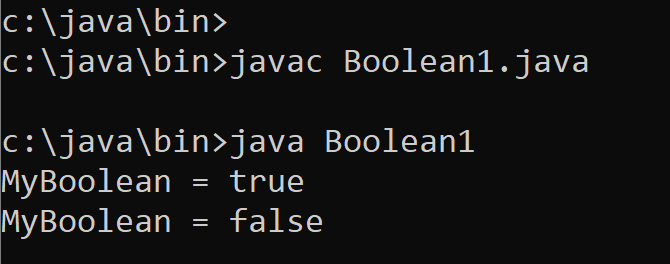 c:\java\bin>
c:\java\bin>javac Boolean1.java
c:\java\bin>java Boolean1
MyBoolean = true
MyBoolean = false